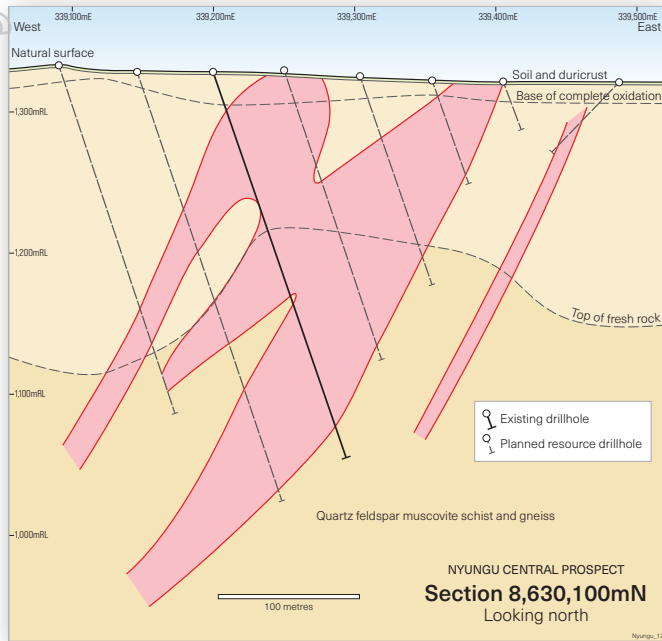 339,100mE
339,200mE
339,300mE
339,400mE
339,500mE
West
East
Natural surface
Soil and duricrust
Base of complete oxidation
1,300mRL
1,200mRL
Top of fresh rock
1,100mRL
Existing drillhole
Planned resource drillhole
Quartz feldspar muscovite schist and gneiss
1,000mRL
NYUNGU CENTRAL PROSPECT
Section 8,630,100mN
Looking north
100 metres